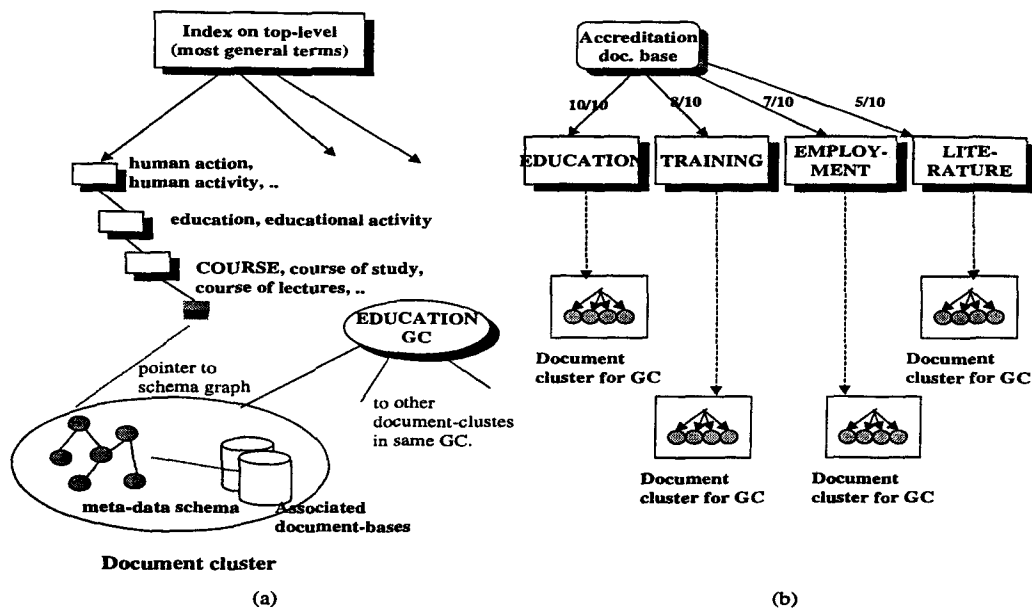 Index on top-level
(most general terms)
human action,
human activity, ..
education, educational activity
COURSE, course of study,
course of lectures, ..
EDUCATION
GC
pointer to
schema graph
to other
document-clustes
in same GC.
meta-data schema
Associated
document-bases
Document cluster
(a)
Accreditation
doc. base
10/10
8/10
7/10
5/10
EDUCATION
TRAINING
EMPLOY-
MENT
LITE-
RATURE
Document
cluster for GC
Document
cluster for GC
Document
cluster for GC
Document
cluster for GC
(b)